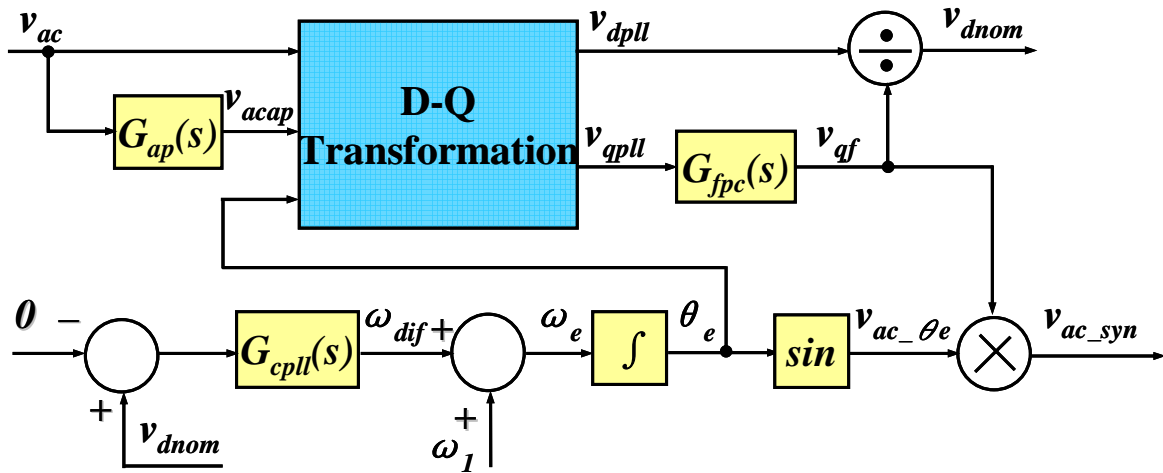 v_ac
v_dpll
v_dnom
÷
D-Q
Transformation
G_ap(s)
v_acap
v_qpll
G_fpc(s)
v_qf
0
−
+
v_dnom
G_cpll(s)
ω_dif
+
+
ω_1
ω_e
∫
θ_e
sin
v_ac_θe
×
v_ac_syn